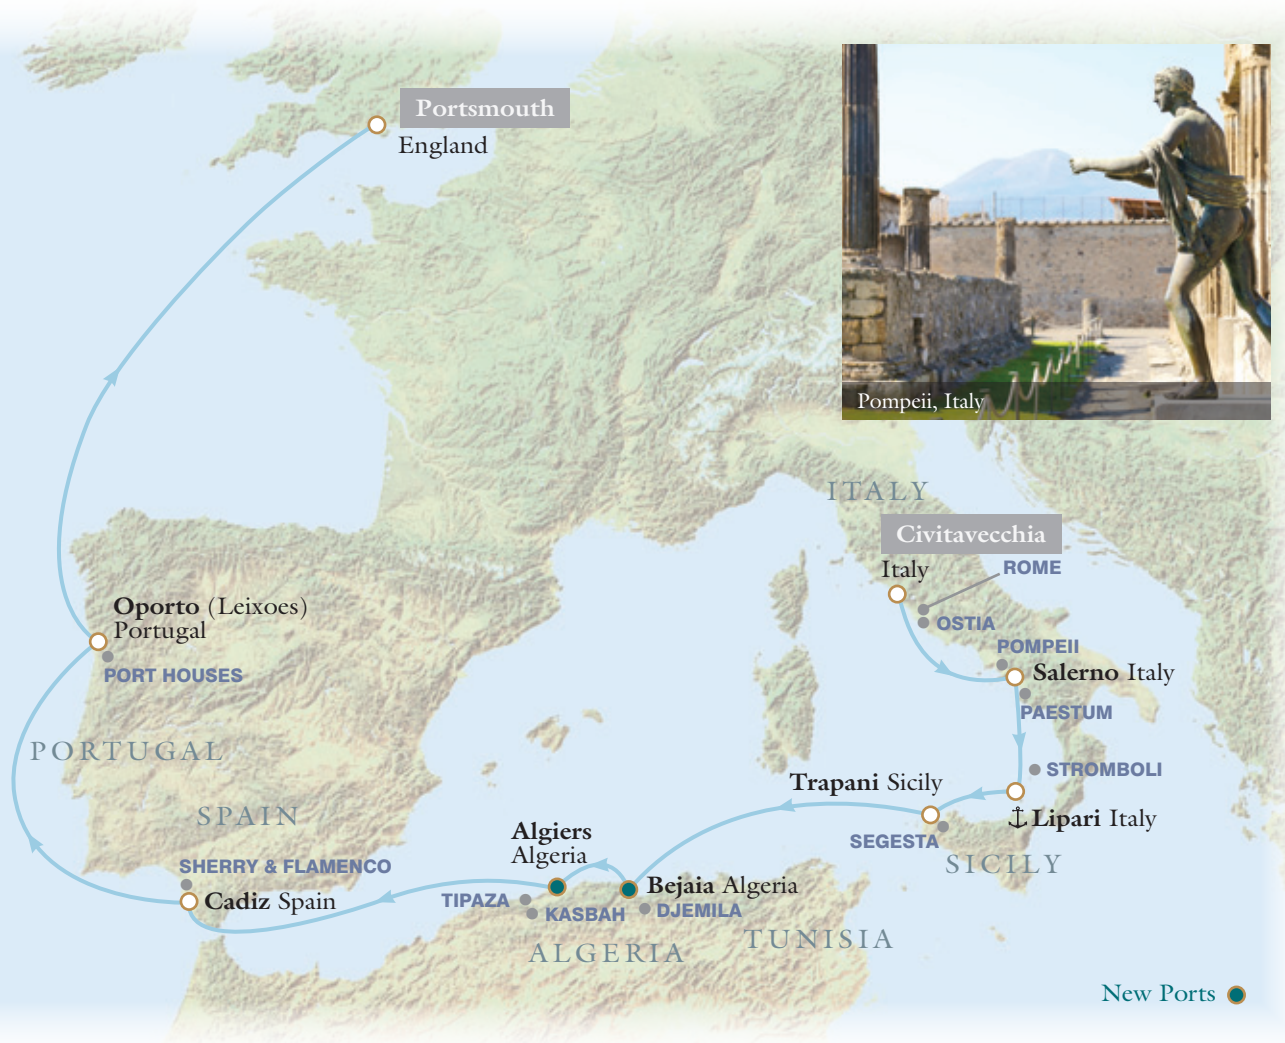 Portsmouth
England
Pompeii, Italy
ITALY
Civitavecchia
Italy
ROME
OSTIA
POMPEII
Salerno Italy
PAESTUM
Oporto (Leixoes)
Portugal
PORT HOUSES
PORTUGAL
STROMBOLI
Trapani Sicily
Lipari Italy
SEGESTA
SICILY
SPAIN
Algiers
Algeria
SHERRY & FLAMENCO
Cadiz Spain
Bejaia Algeria
TIPAZA
KASBAH
DJEMILA
ALGERIA
TUNISIA
New Ports